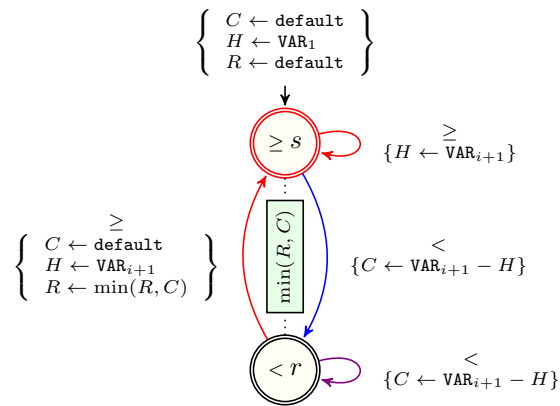 C ← default
H ← VAR₁
R ← default
≥ s
≥
{H ← VARᵢ₊₁}
≥
C ← default
H ← VARᵢ₊₁
R ← min(R, C)
min(R, C)
<
{C ← VARᵢ₊₁ − H}
< r
<
{C ← VARᵢ₊₁ − H}